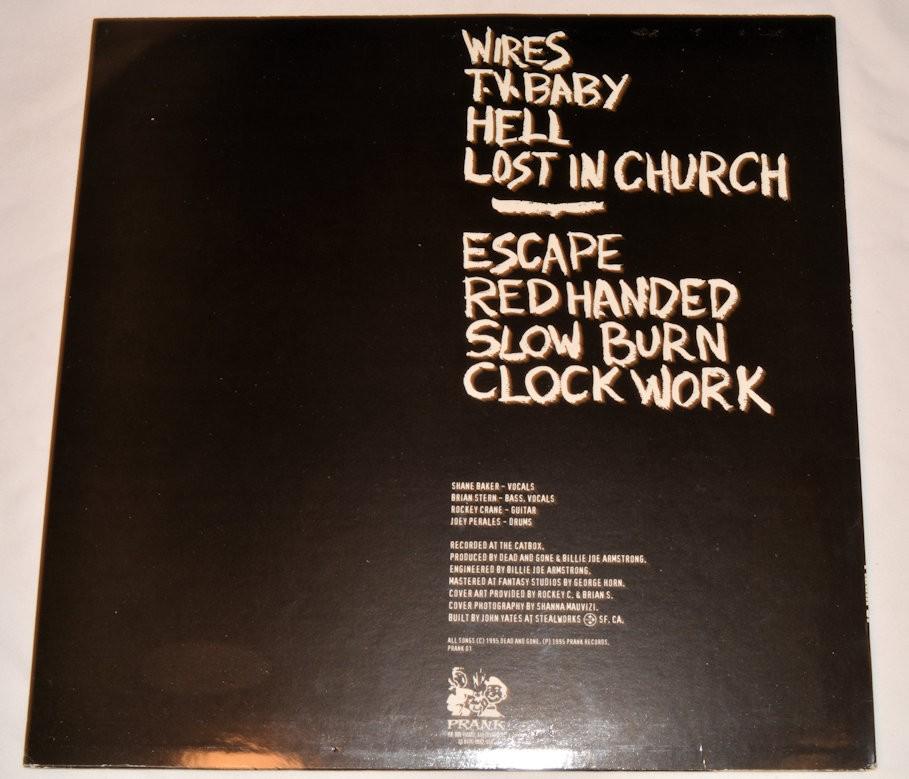 WIRES
T.V. BABY
HELL
LOST IN CHURCH
ESCAPE
RED HANDED
SLOW BURN
CLOCK WORK
SHANE BAKER - VOCALS
BRIAN STERN - BASS, VOCALS
ROCKEY CRANE - GUITAR
JOEY PERALES - DRUMS
RECORDED AT THE CATBOX.
PRODUCED BY DEAD AND GONE & BILLIE JOE ARMSTRONG.
ENGINEERED BY BILLIE JOE ARMSTRONG.
MASTERED AT FANTASY STUDIOS BY GEORGE HORN.
COVER ART PROVIDED BY ROCKEY C. & BRIAN S.
COVER PHOTOGRAPHY BY SHANNA MAUVIZI.
BUILT BY JOHN YATES AT STEALWORKS SF. CA.
ALL SONGS (C) 1995 DEAD AND GONE. (P) 1995 PRANK RECORDS.
PRANK 01
PRANK